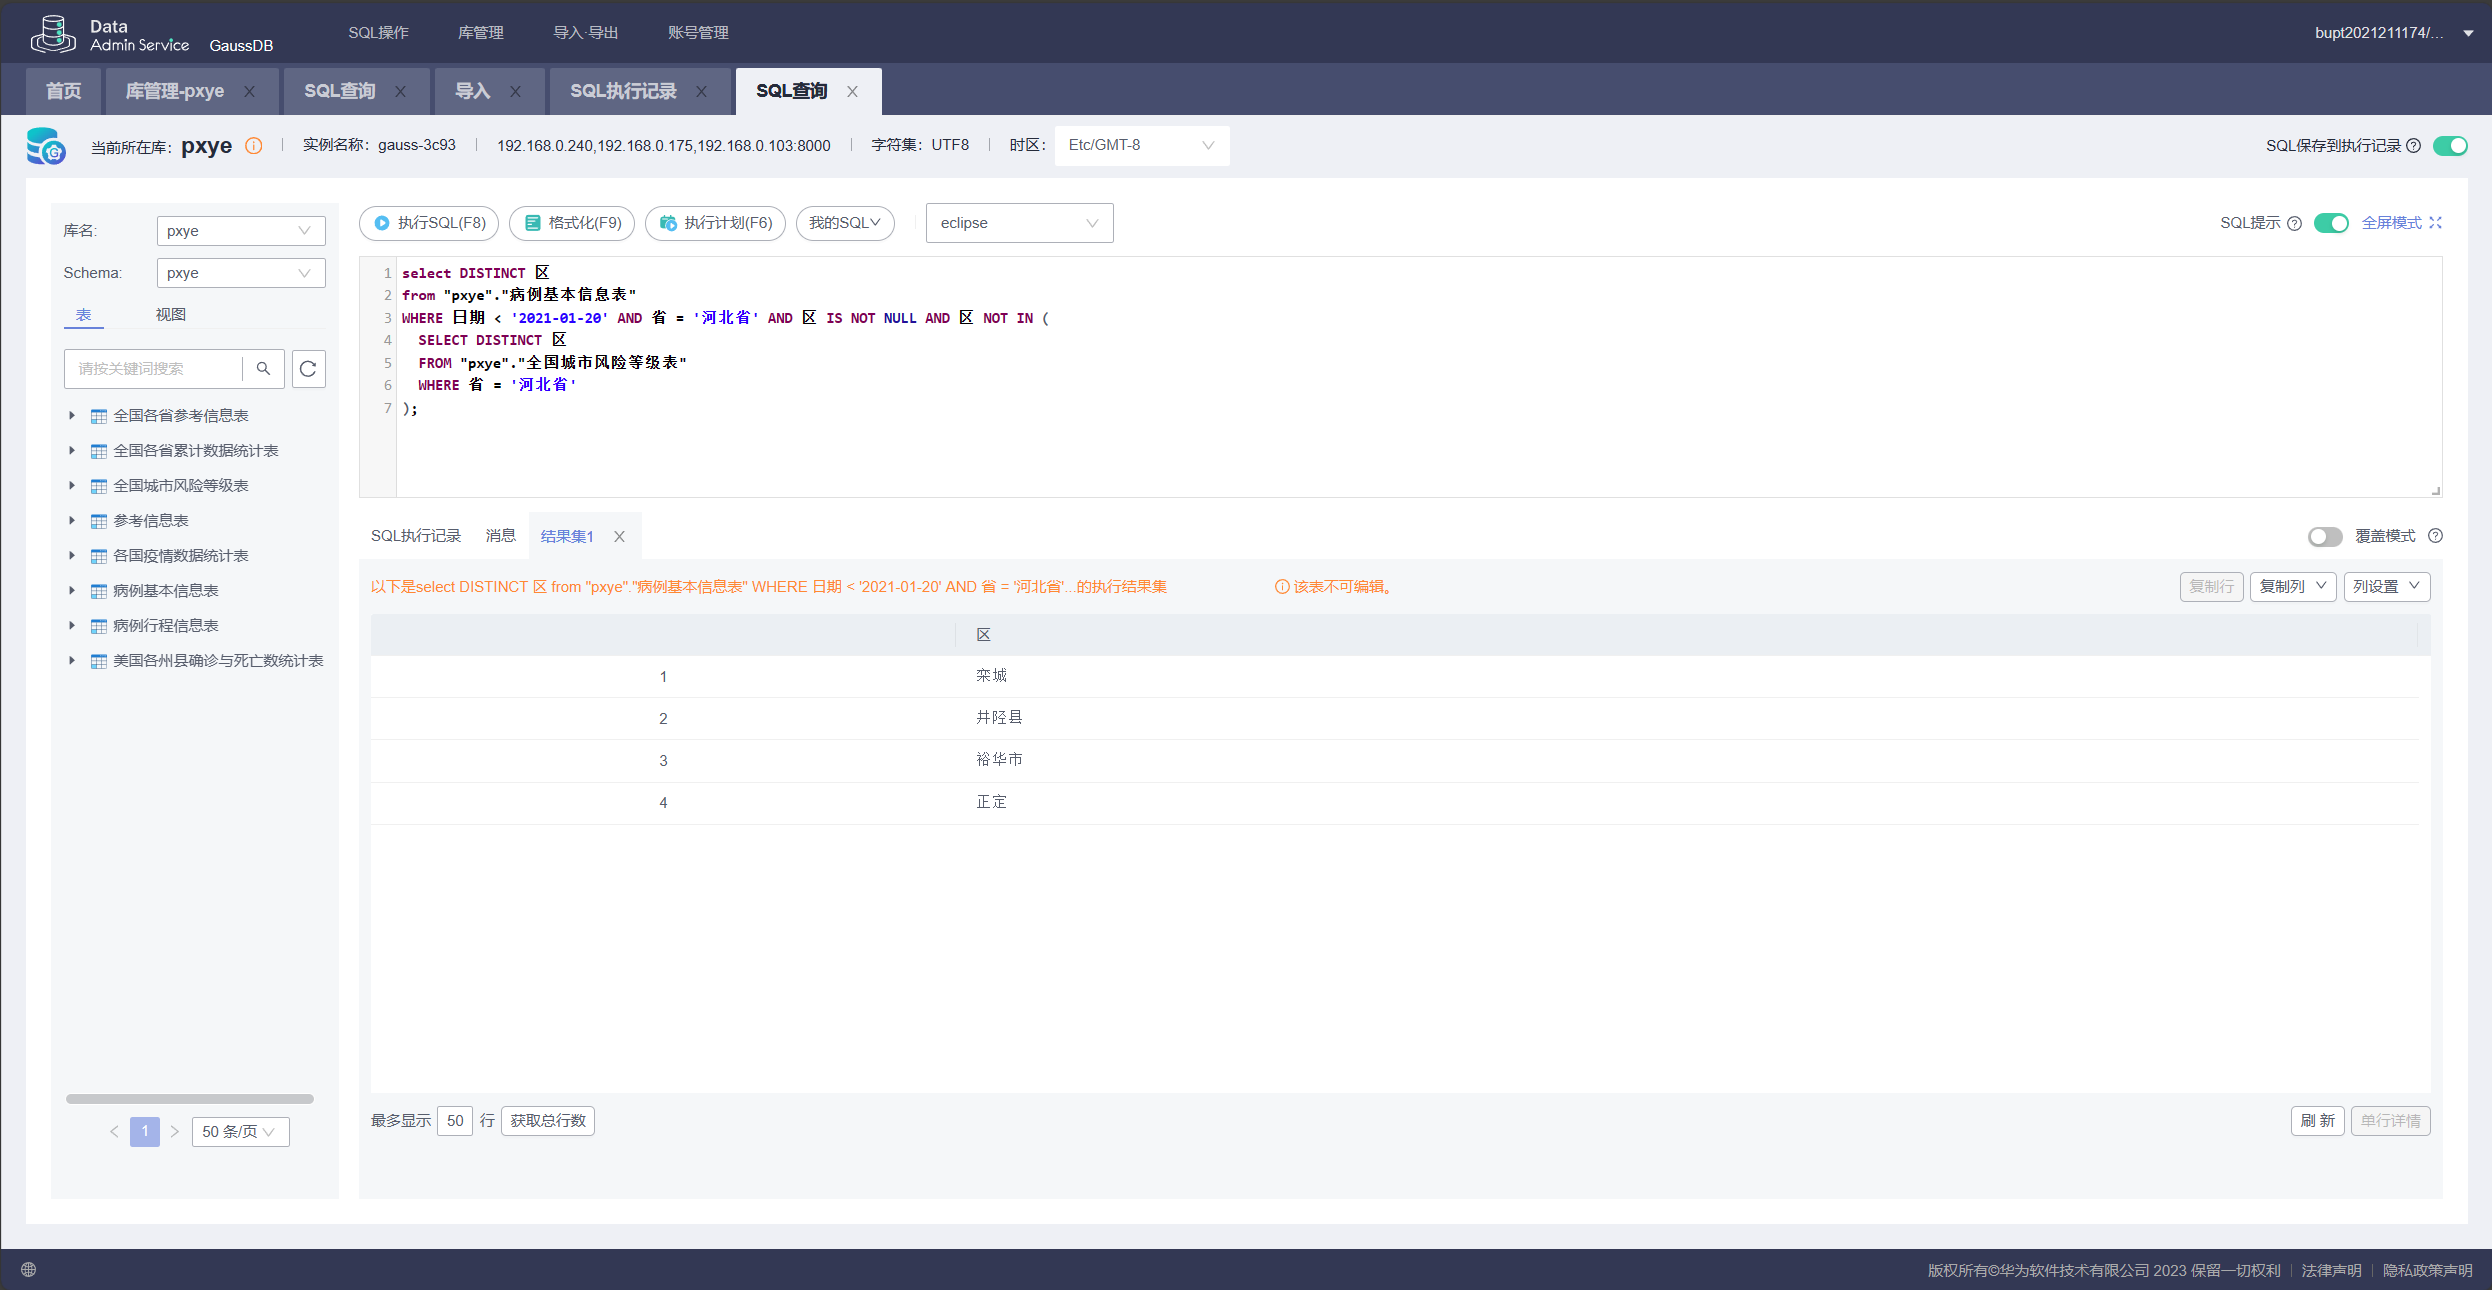 Data
Admin Service GaussDB
SQL操作 库管理 导入·导出 账号管理
bupt2021211174/...
首页 库管理-pxye X SQL查询 X 导入 X SQL执行记录 X SQL查询 X
当前所在库: pxye 实例名称: gauss-3c93 192.168.0.240,192.168.0.175,192.168.0.103:8000 字符集: UTF8 时区: Etc/GMT-8 SQL保存到执行记录
库名: pxye
Schema: pxye
表 视图
请按关键词搜索
全国各省参考信息表
全国各省累计数据统计表
全国城市风险等级表
参考信息表
各国疫情数据统计表
病例基本信息表
病例行程信息表
美国各州县确诊与死亡数统计表
1
50 条/页
执行SQL(F8) 格式化(F9) 执行计划(F6) 我的SQL eclipse SQL提示 全屏模式
1 select DISTINCT 区
2 from "pxye"."病例基本信息表"
3 WHERE 日期 < '2021-01-20' AND 省 = '河北省' AND 区 IS NOT NULL AND 区 NOT IN (
4 SELECT DISTINCT 区
5 FROM "pxye"."全国城市风险等级表"
6 WHERE 省 = '河北省'
7 );
SQL执行记录 消息 结果集1 X 覆盖模式
以下是select DISTINCT 区 from "pxye"."病例基本信息表" WHERE 日期 < '2021-01-20' AND 省 = '河北省'...的执行结果集 该表不可编辑。 复制行 复制列 列设置
区
1 栾城
2 井陉县
3 裕华市
4 正定
最多显示 50 行 获取总行数 刷 新 单行详情
版权所有©华为软件技术有限公司 2023 保留一切权利 | 法律声明 | 隐私政策声明